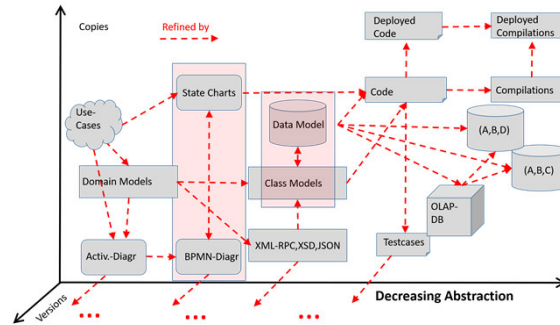 Copies
Refined by
Deployed
Code
Deployed
Compilations
Use-
Cases
State Charts
Code
Compilations
Data Model
(A,B,D)
(A,B,C)
Domain Models
Class Models
OLAP-
DB
Activ.-Diagr
BPMN-Diagr
XML-RPC,XSD,JSON
Testcases
Versions
Decreasing Abstraction
...
...
...